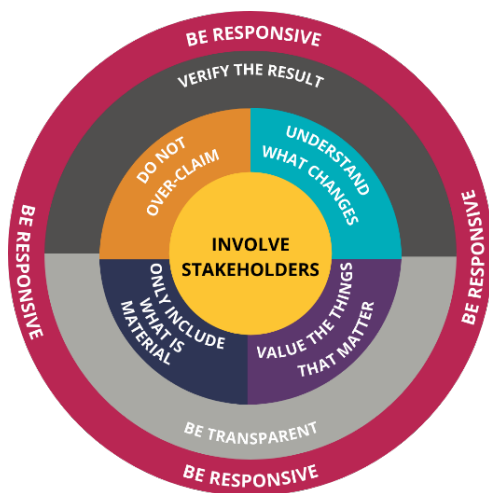 BE RESPONSIVE
VERIFY THE RESULT
DO NOT
OVER-CLAIM
UNDERSTAND
WHAT CHANGES
BE RESPONSIVE
INVOLVE
STAKEHOLDERS
BE RESPONSIVE
ONLY INCLUDE
WHAT IS
MATERIAL
VALUE THE THINGS
THAT MATTER
BE TRANSPARENT
BE RESPONSIVE